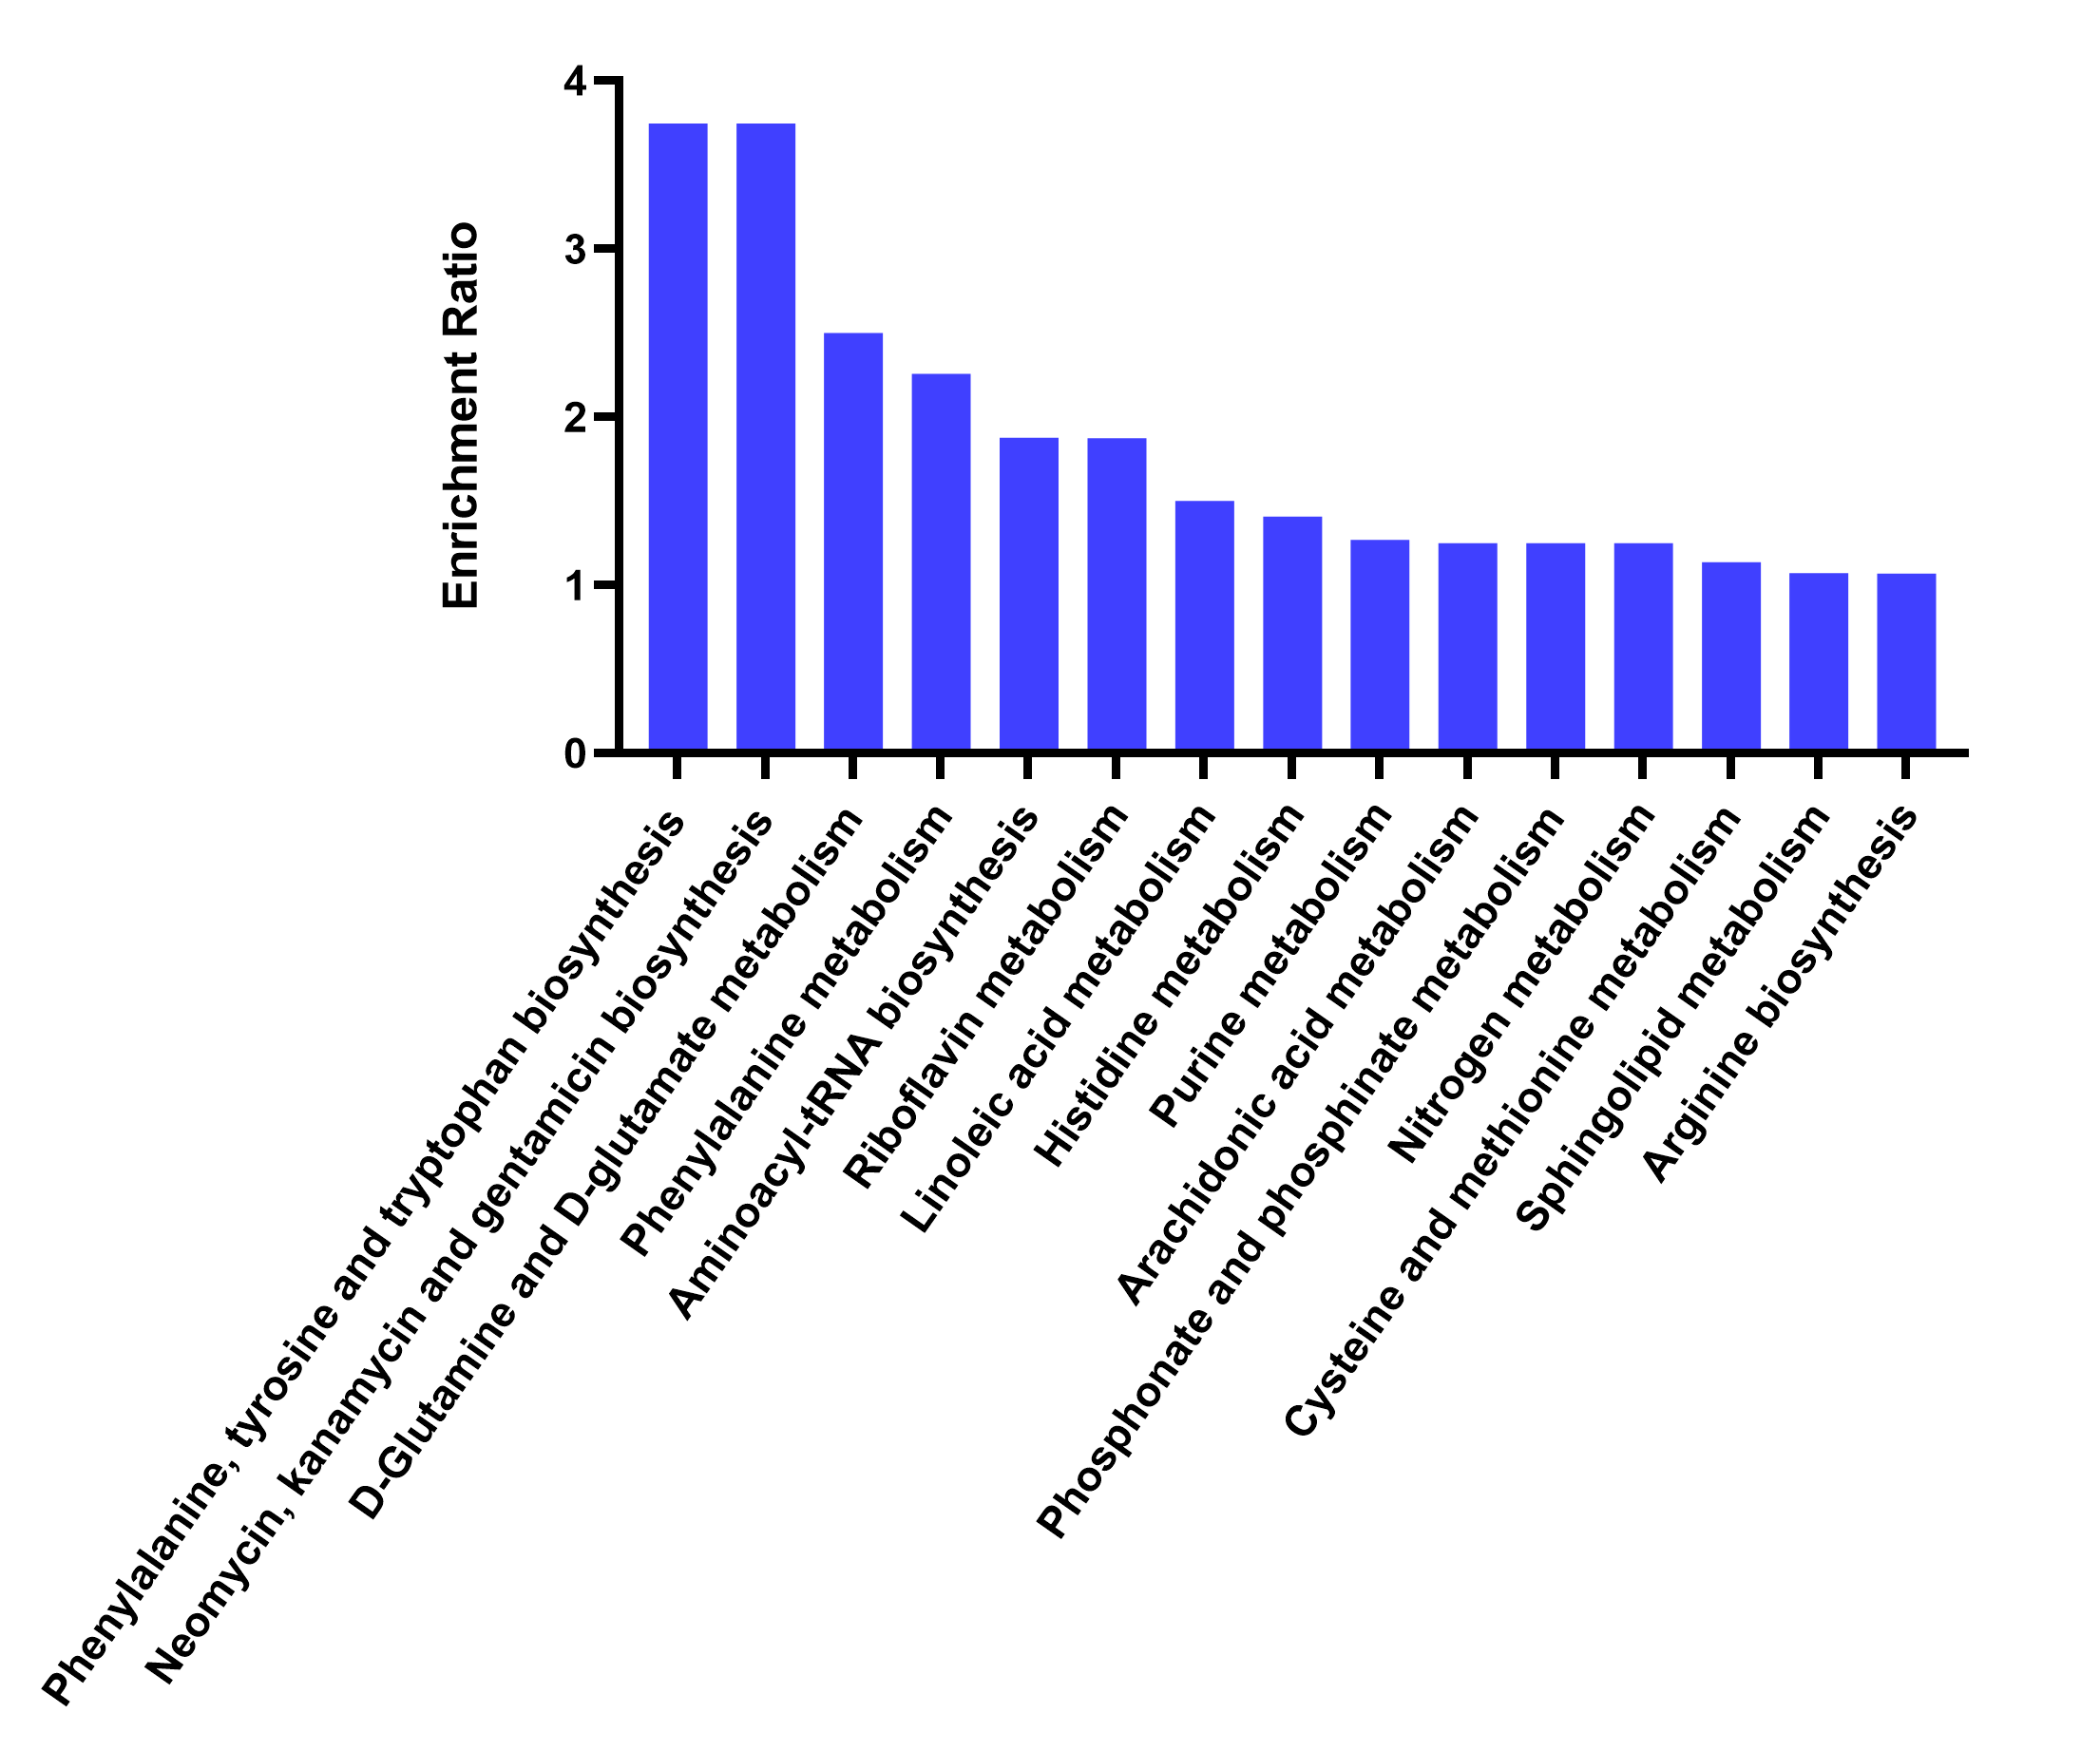 Enrichment Ratio
4
3
2
1
0
Phenylalanine, tyrosine and tryptophan biosynthesis
Neomycin, kanamycin and gentamicin biosynthesis
D-Glutamine and D-glutamate metabolism
Phenylalanine metabolism
Aminoacyl-tRNA biosynthesis
Riboflavin metabolism
Linoleic acid metabolism
Histidine metabolism
Purine metabolism
Arachidonic acid metabolism
Phosphonate and phosphinate metabolism
Nitrogen metabolism
Cysteine and methionine metabolism
Sphingolipid metabolism
Arginine biosynthesis